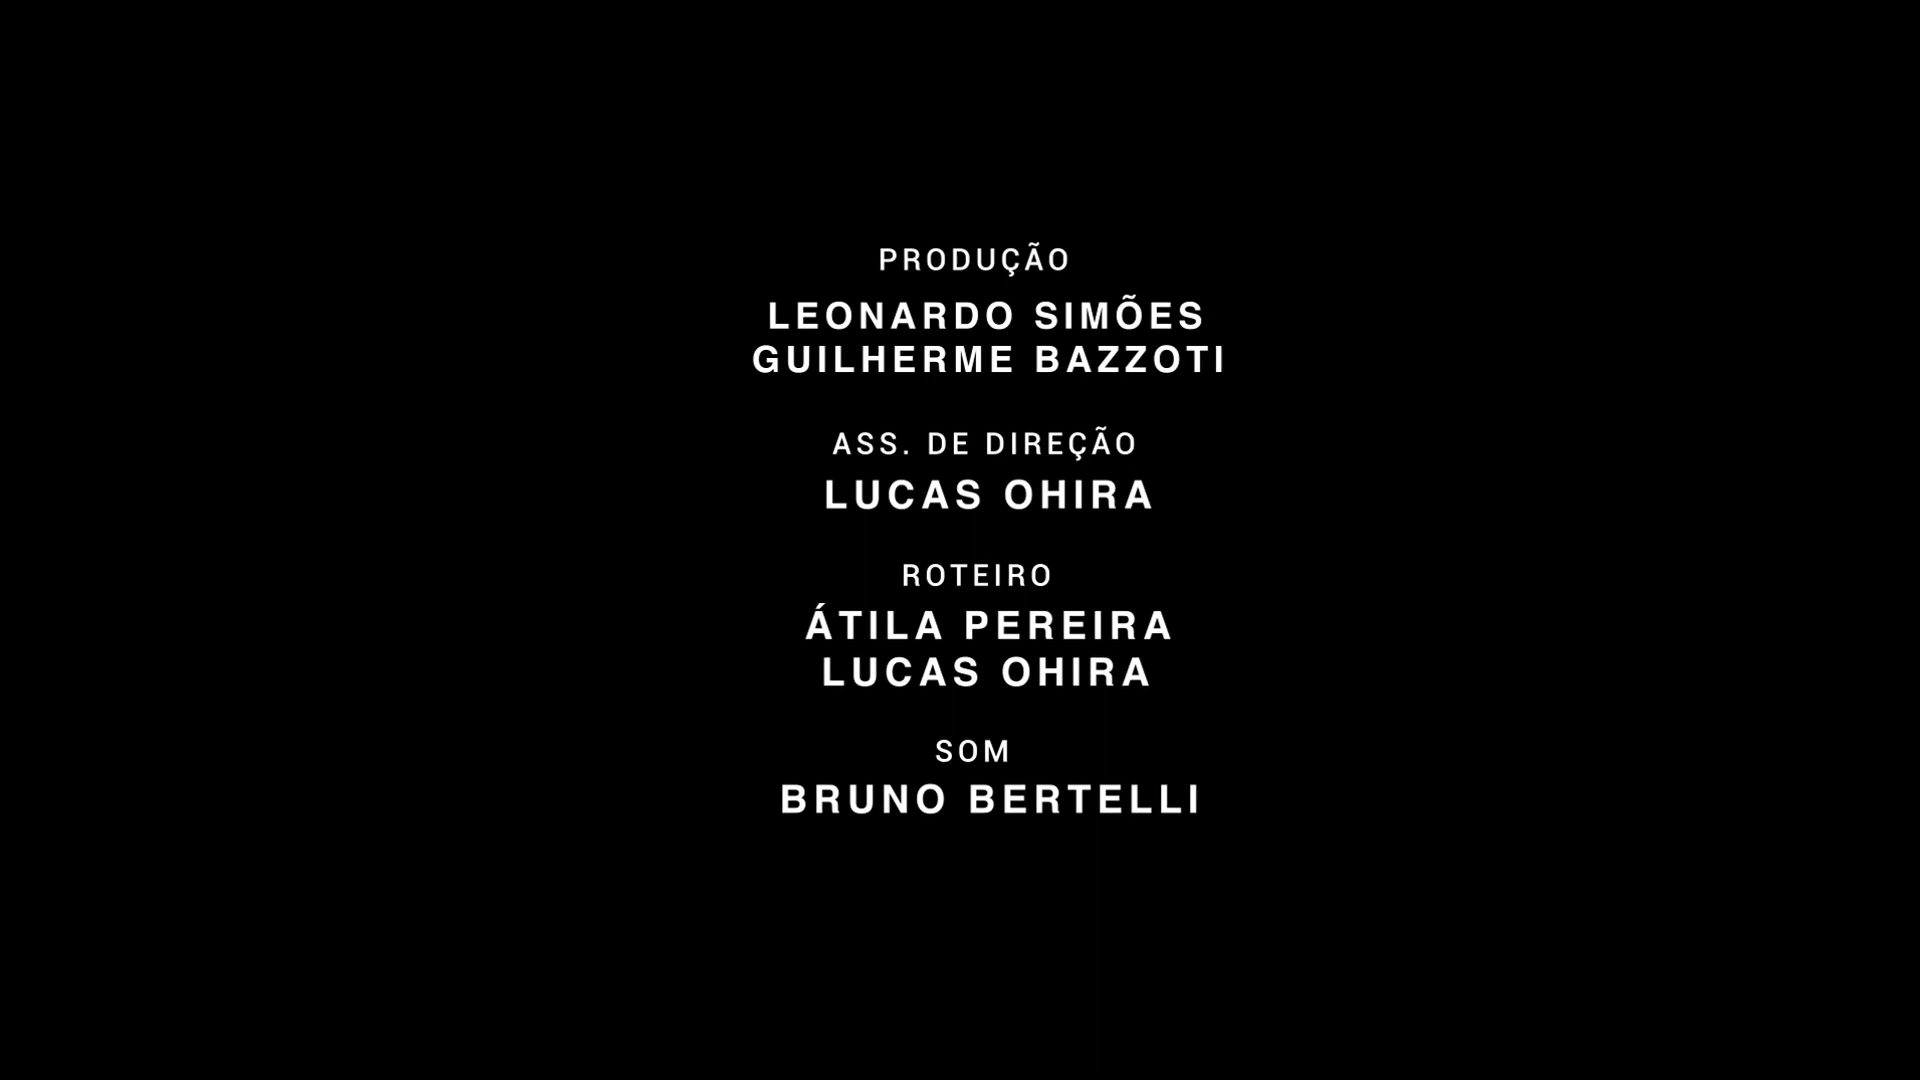 PRODUÇÃO
LEONARDO SIMÕES
GUILHERME BAZZOTI
ASS. DE DIREÇÃO
LUCAS OHIRA
ROTEIRO
ÁTILA PEREIRA
LUCAS OHIRA
SOM
BRUNO BERTELLI